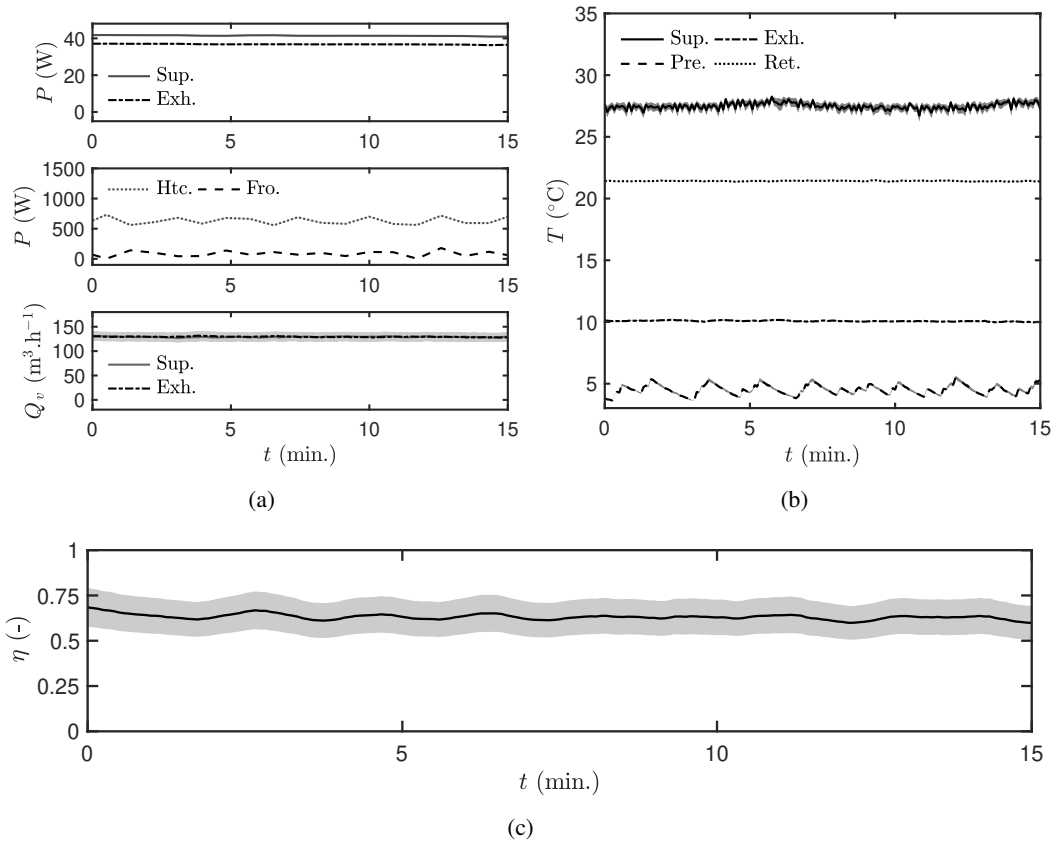 P (W)
40
20
0
Sup.
Exh.
0 5 10 15
P (W)
1500
1000
500
0
Htc. Fro.
0 5 10 15
Q_v (m³.h⁻¹)
150
100
50
0
Sup.
Exh.
0 5 10 15
t (min.)
(a)
T (°C)
35
30
25
20
15
10
5
Sup. Exh.
Pre. Ret.
0 5 10 15
t (min.)
(b)
η (-)
1
0.75
0.5
0.25
0
0 5 10 15
t (min.)
(c)